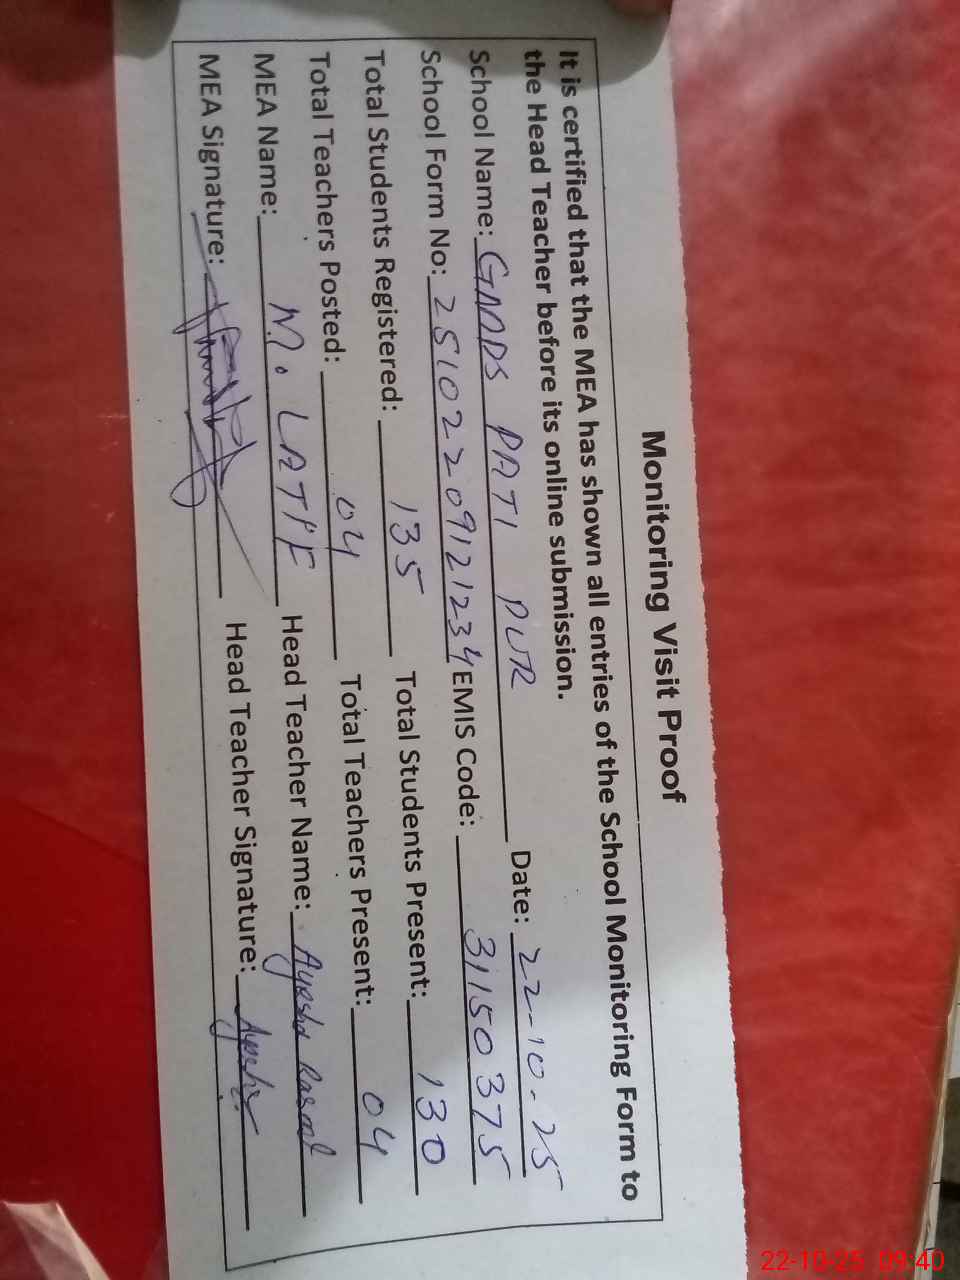 Monitoring Visit Proof
It is certified that the MEA has shown all entries of the School Monitoring Form to
the Head Teacher before its online submission.
School Name: GMMPS PATI PUR Date: 22-10-25
School Form No: 25102209121234 EMIS Code: 31150375
Total Students Registered: 135 Total Students Present: 130
Total Teachers Posted: 04 Total Teachers Present: 04
MEA Name: M. LATIF Head Teacher Name: Ayesha Rasool
MEA Signature: Head Teacher Signature: Ayesha
22-10-25 09:40